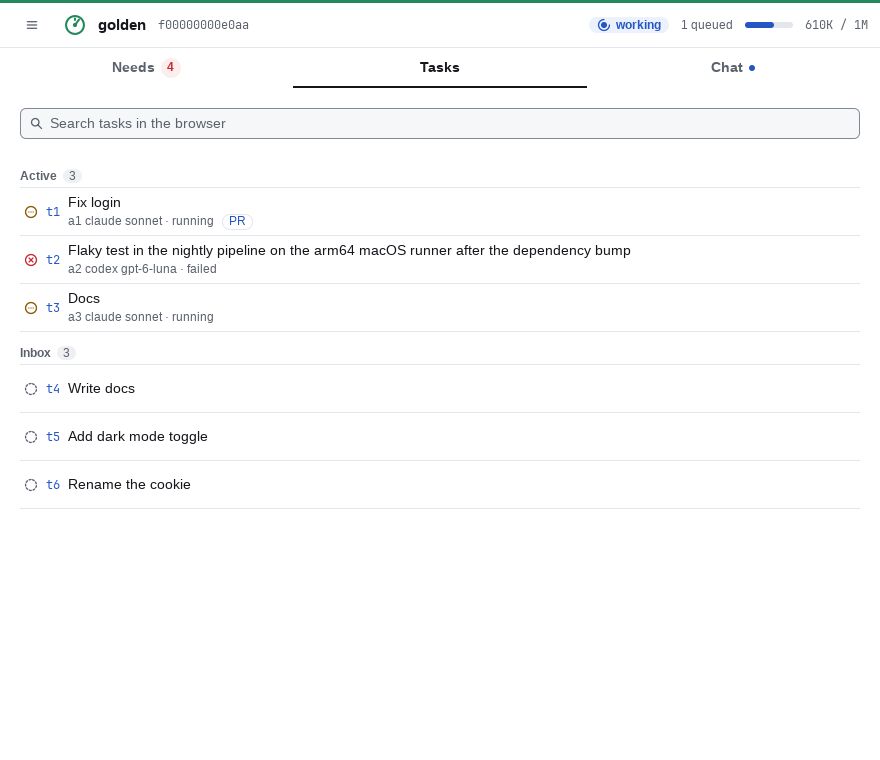 golden f00000000e0aa working 1 queued 610K / 1M
Needs 4 Tasks Chat
Search tasks in the browser
Active 3
t1 Fix login
a1 claude sonnet · running PR
t2 Flaky test in the nightly pipeline on the arm64 macOS runner after the dependency bump
a2 codex gpt-6-luna · failed
t3 Docs
a3 claude sonnet · running
Inbox 3
t4 Write docs
t5 Add dark mode toggle
t6 Rename the cookie